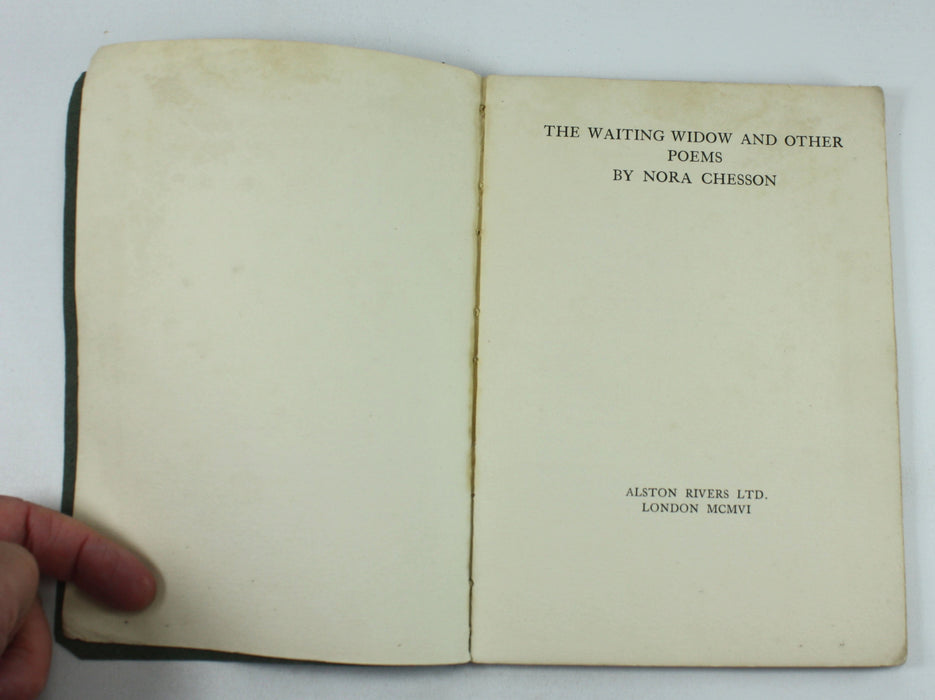 THE WAITING WIDOW AND OTHER
POEMS
BY NORA CHESSON
ALSTON RIVERS LTD.
LONDON MCMVI